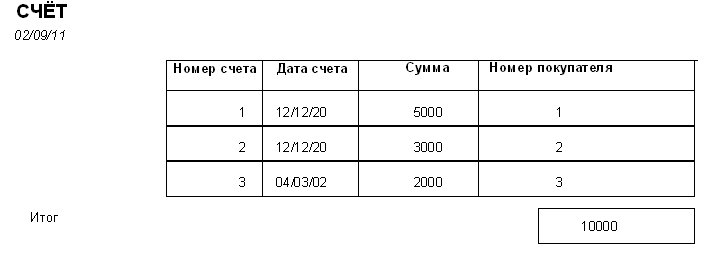 СЧЁТ
02/09/11
Номер счета Дата счета Сумма Номер покупателя
1 12/12/20 5000 1
2 12/12/20 3000 2
3 04/03/02 2000 3
Итог 10000